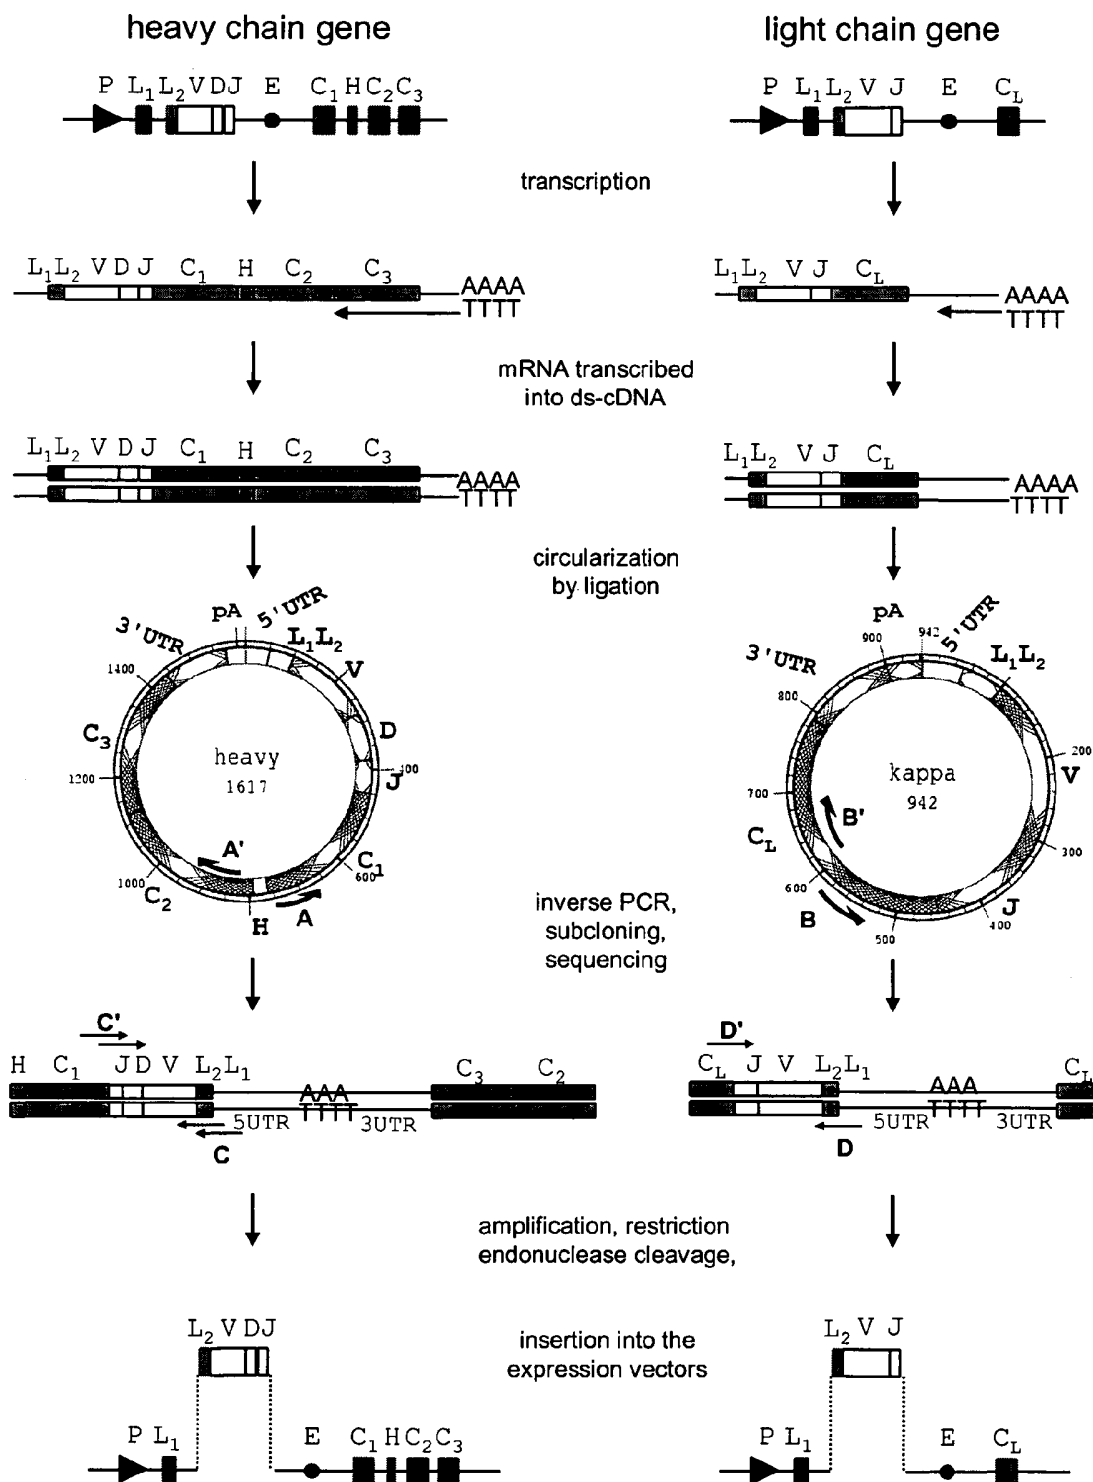 heavy chain gene light chain gene
P L1 L2 V D J E C1 H C2 C3
P L1 L2 V J E CL
transcription
L1L2 V D J C1 H C2 C3
AAAA
TTTT
L1L2 V J CL
AAAA
TTTT
mRNA transcribed
into ds-cDNA
L1L2 V D J C1 H C2 C3
AAAA
TTTT
L1L2 V J CL
AAAA
TTTT
circularization
by ligation
pA 5'UTR
3'UTR L1L2
1400 V
C3 D
heavy
1200 400
1617 J
A'
1000 C2 C1
600
H A
pA 942 5'UTR
900
3'UTR L1L2
800
200
kappa V
700
942
B'
CL 300
600
B J
500 400
inverse PCR,
subcloning,
sequencing
C'
H C1 J D V L2L1 C3 C2
AAA
TTTT
5UTR 3UTR
C
D'
CL J V L2L1 CL
AAA
TTTT
5UTR 3UTR
D
amplification, restriction
endonuclease cleavage,
L2 V DJ
L2 V J
insertion into the
expression vectors
P L1 E C1 H C2 C3
P L1 E CL